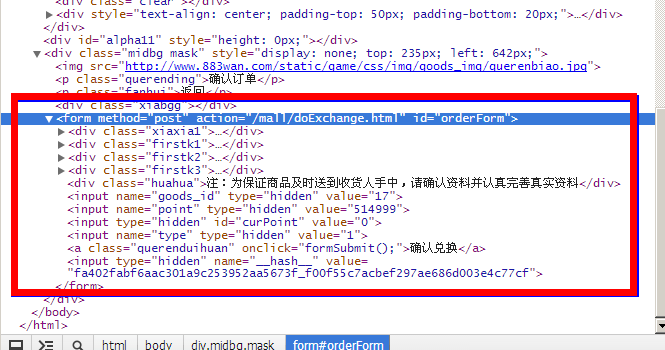 <div class="clear"></div>
▶<div style="text-align: center; padding-top: 50px; padding-bottom: 20px;">…</div>
</div>
<div id="alpha11" style="height: 0px;"></div>
▼<div class="midbg mask" style="display: none; top: 235px; left: 642px;">
<img src="http://www.883wan.com/static/game/css/img/goods_img/querenbiao.jpg">
<p class="querending">确认订单</p>
<p class="fanhui">返回</p>
<div class="xiabgg"></div>
▼<form method="post" action="/mall/doExchange.html" id="orderForm">
▶<div class="xiaxia1">…</div>
▶<div class="firstk1">…</div>
▶<div class="firstk2">…</div>
▶<div class="firstk3">…</div>
<div class="huahua">注：为保证商品及时送到收货人手中，请确认资料并认真完善真实资料</div>
<input name="goods_id" type="hidden" value="17">
<input name="point" type="hidden" value="514999">
<input type="hidden" id="curPoint" value="0">
<input name="type" type="hidden" value="1">
<a class="querenduihuan" onclick="formSubmit();">确认兑换</a>
<input type="hidden" name="__hash__" value=
"fa402fabf6aac301a9c253952aa5673f_f00f55c7acbef297ae686d003e4c77cf">
</form>
</div>
</body>
</html>
html body div.midbg.mask form#orderForm